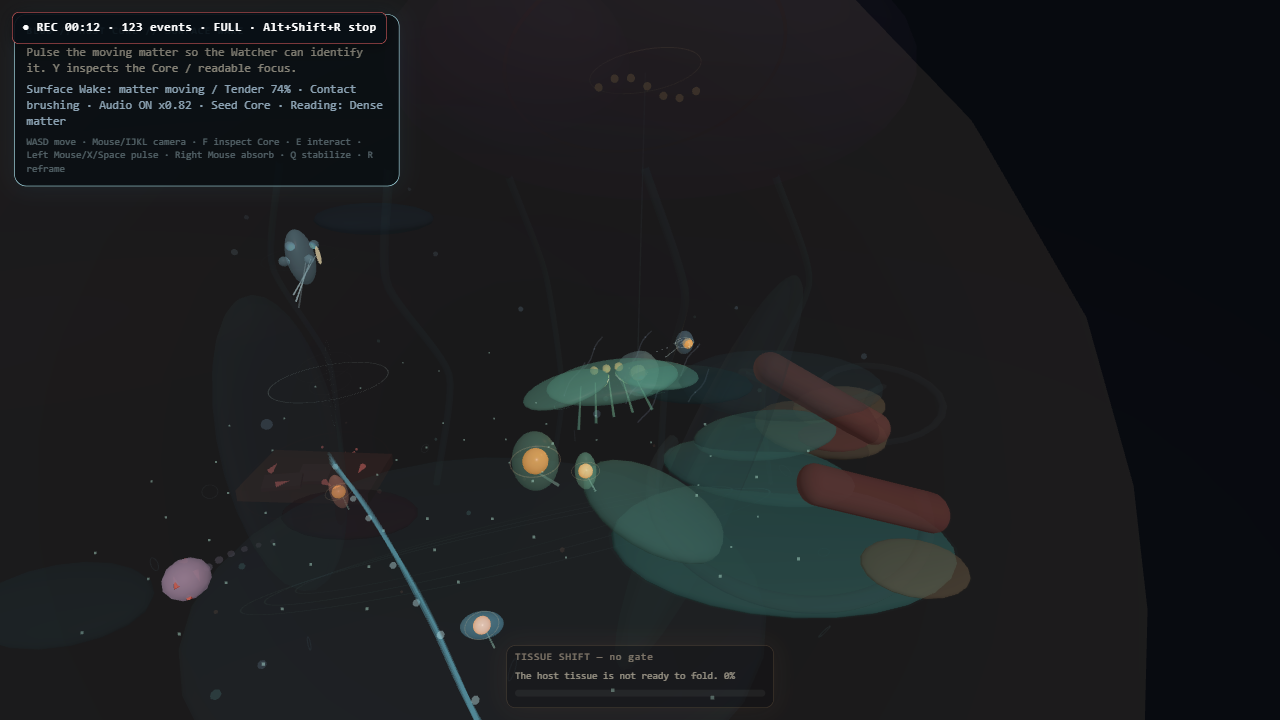 ● REC 00:12 · 123 events · FULL · Alt+Shift+R stop
Pulse the moving matter so the Watcher can identify
it. Y inspects the Core / readable focus.
Surface Wake: matter moving / Tender 74% · Contact
brushing · Audio ON x0.82 · Seed Core · Reading: Dense
matter
WASD move · Mouse/IJKL camera · F inspect Core · E interact ·
Left Mouse/X/Space pulse · Right Mouse absorb · Q stabilize · R
reframe
TISSUE SHIFT — no gate
The host tissue is not ready to fold. 0%